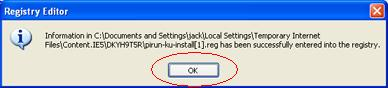 Registry Editor
Information in C:\Documents and Settings\jack\Local Settings\Temporary Internet
Files\Content.IE5\DKYH9T5R\pirun-ku-install[1].reg has been successfully entered into the registry.
OK